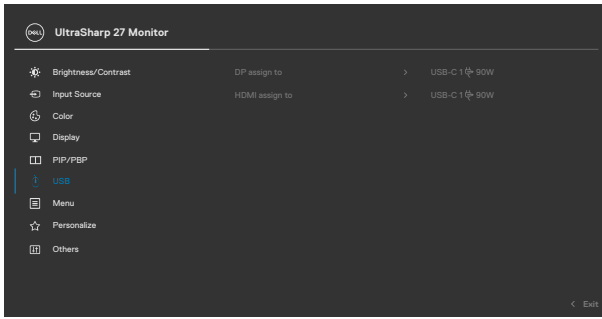 DELL UltraSharp 27 Monitor
Brightness/Contrast DP assign to > USB-C 1 90W
Input Source HDMI assign to > USB-C 1 90W
Color
Display
PIP/PBP
USB
Menu
Personalize
Others
< Exit